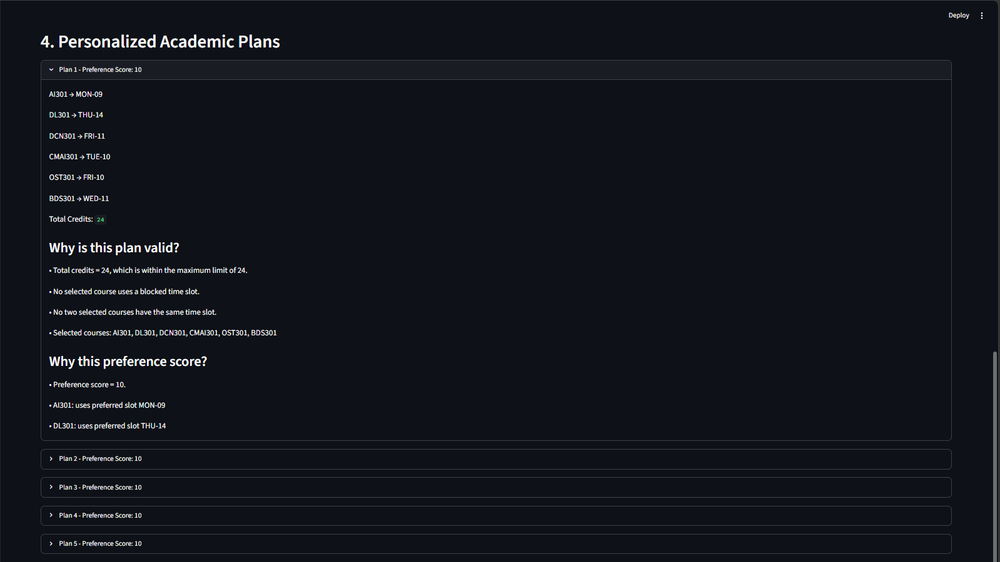 Deploy
4. Personalized Academic Plans
Plan 1 - Preference Score: 10
AI301 → MON-09
DL301 → THU-14
DCN301 → FRI-11
CMAI301 → TUE-10
OST301 → FRI-10
BDS301 → WED-11
Total Credits: 24
Why is this plan valid?
• Total credits = 24, which is within the maximum limit of 24.
• No selected course uses a blocked time slot.
• No two selected courses have the same time slot.
• Selected courses: AI301, DL301, DCN301, CMAI301, OST301, BDS301
Why this preference score?
• Preference score = 10.
• AI301: uses preferred slot MON-09
• DL301: uses preferred slot THU-14
Plan 2 - Preference Score: 10
Plan 3 - Preference Score: 10
Plan 4 - Preference Score: 10
Plan 5 - Preference Score: 10